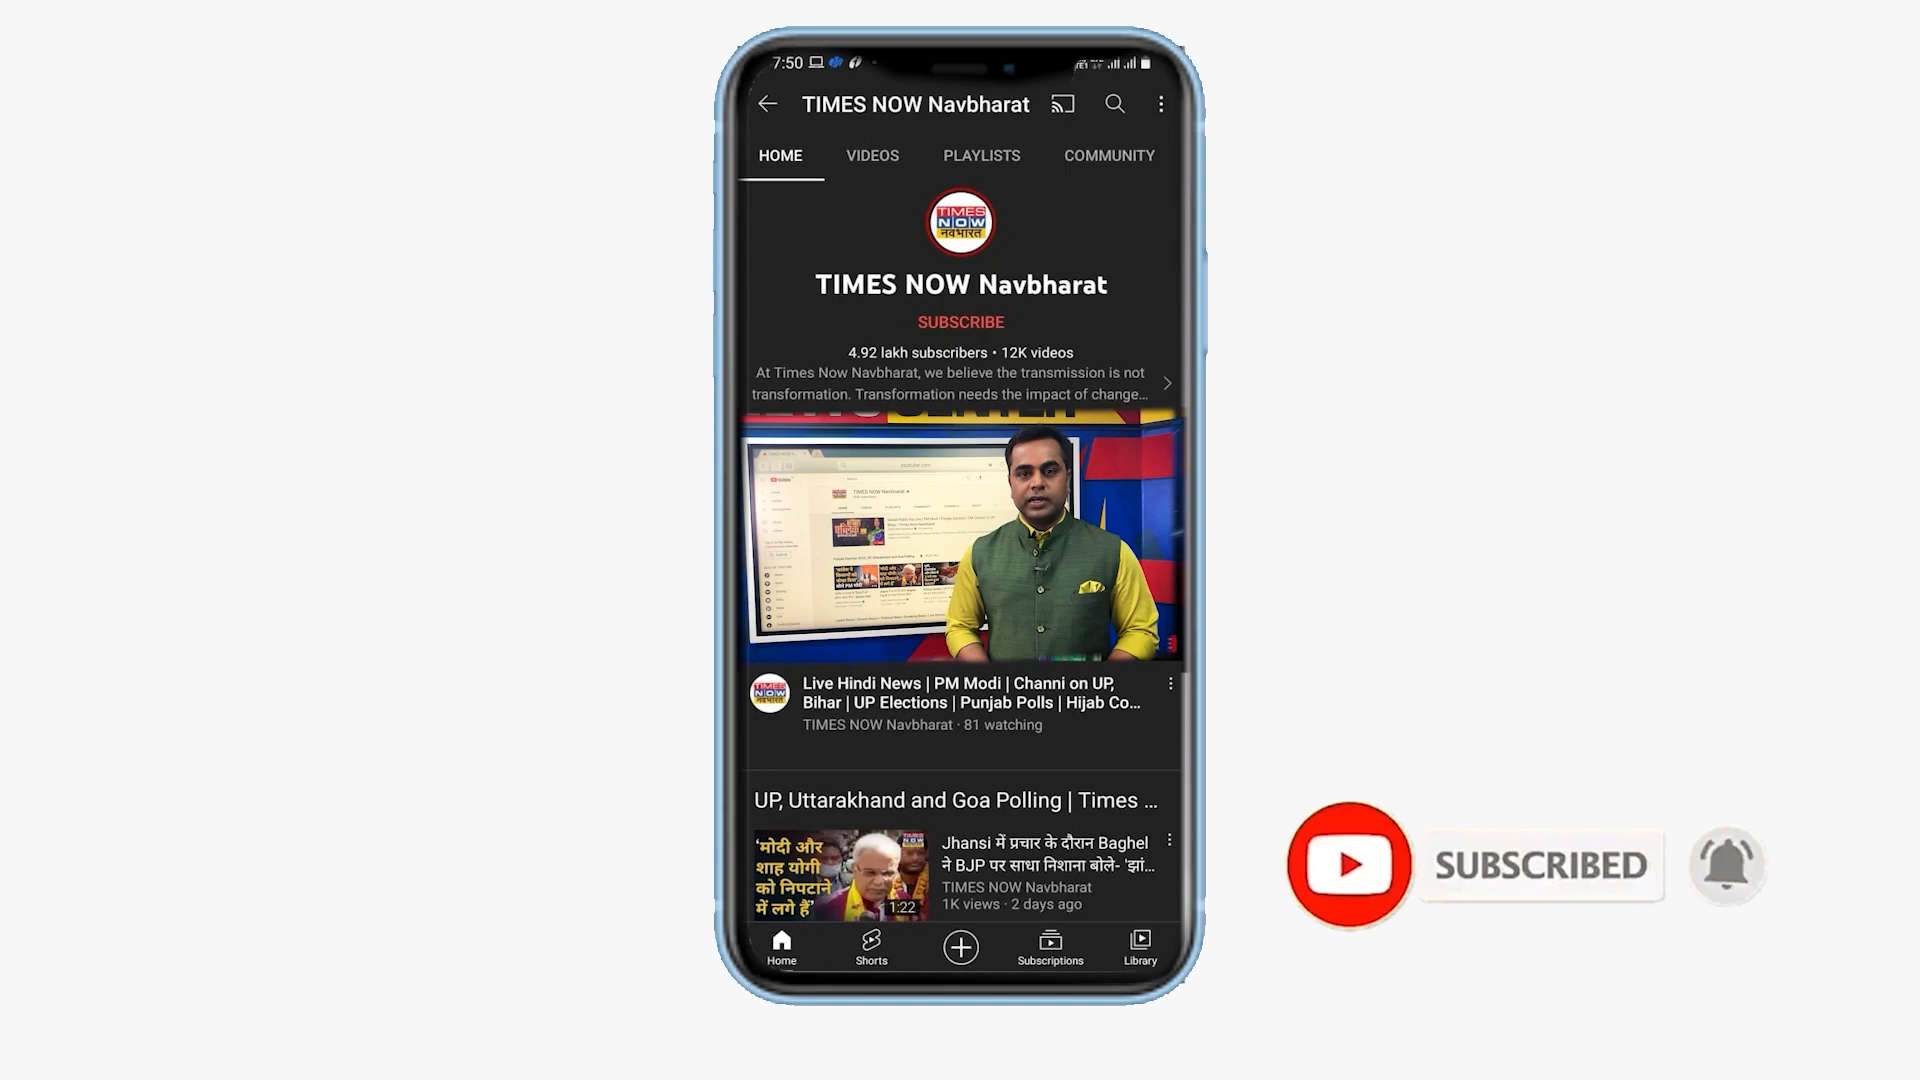 7:50
TIMES NOW Navbharat
HOME VIDEOS PLAYLISTS COMMUNITY
TIMES
NOW
नवभारत
TIMES NOW Navbharat
SUBSCRIBE
4.92 lakh subscribers • 12K videos
At Times Now Navbharat, we believe the transmission is not
transformation. Transformation needs the impact of change...
Live Hindi News | PM Modi | Channi on UP,
Bihar | UP Elections | Punjab Polls | Hijab Co...
TIMES NOW Navbharat · 81 watching
TIMES
NOW
नवभारत
UP, Uttarakhand and Goa Polling | Times ...
'मोदी और
शाह योगी
को निपटाने
में लगे हैं'
1:22
Jhansi में प्रचार के दौरान Baghel
ने BJP पर साधा निशाना बोले- 'झां...
TIMES NOW Navbharat
1K views · 2 days ago
Home Shorts Subscriptions Library
SUBSCRIBED